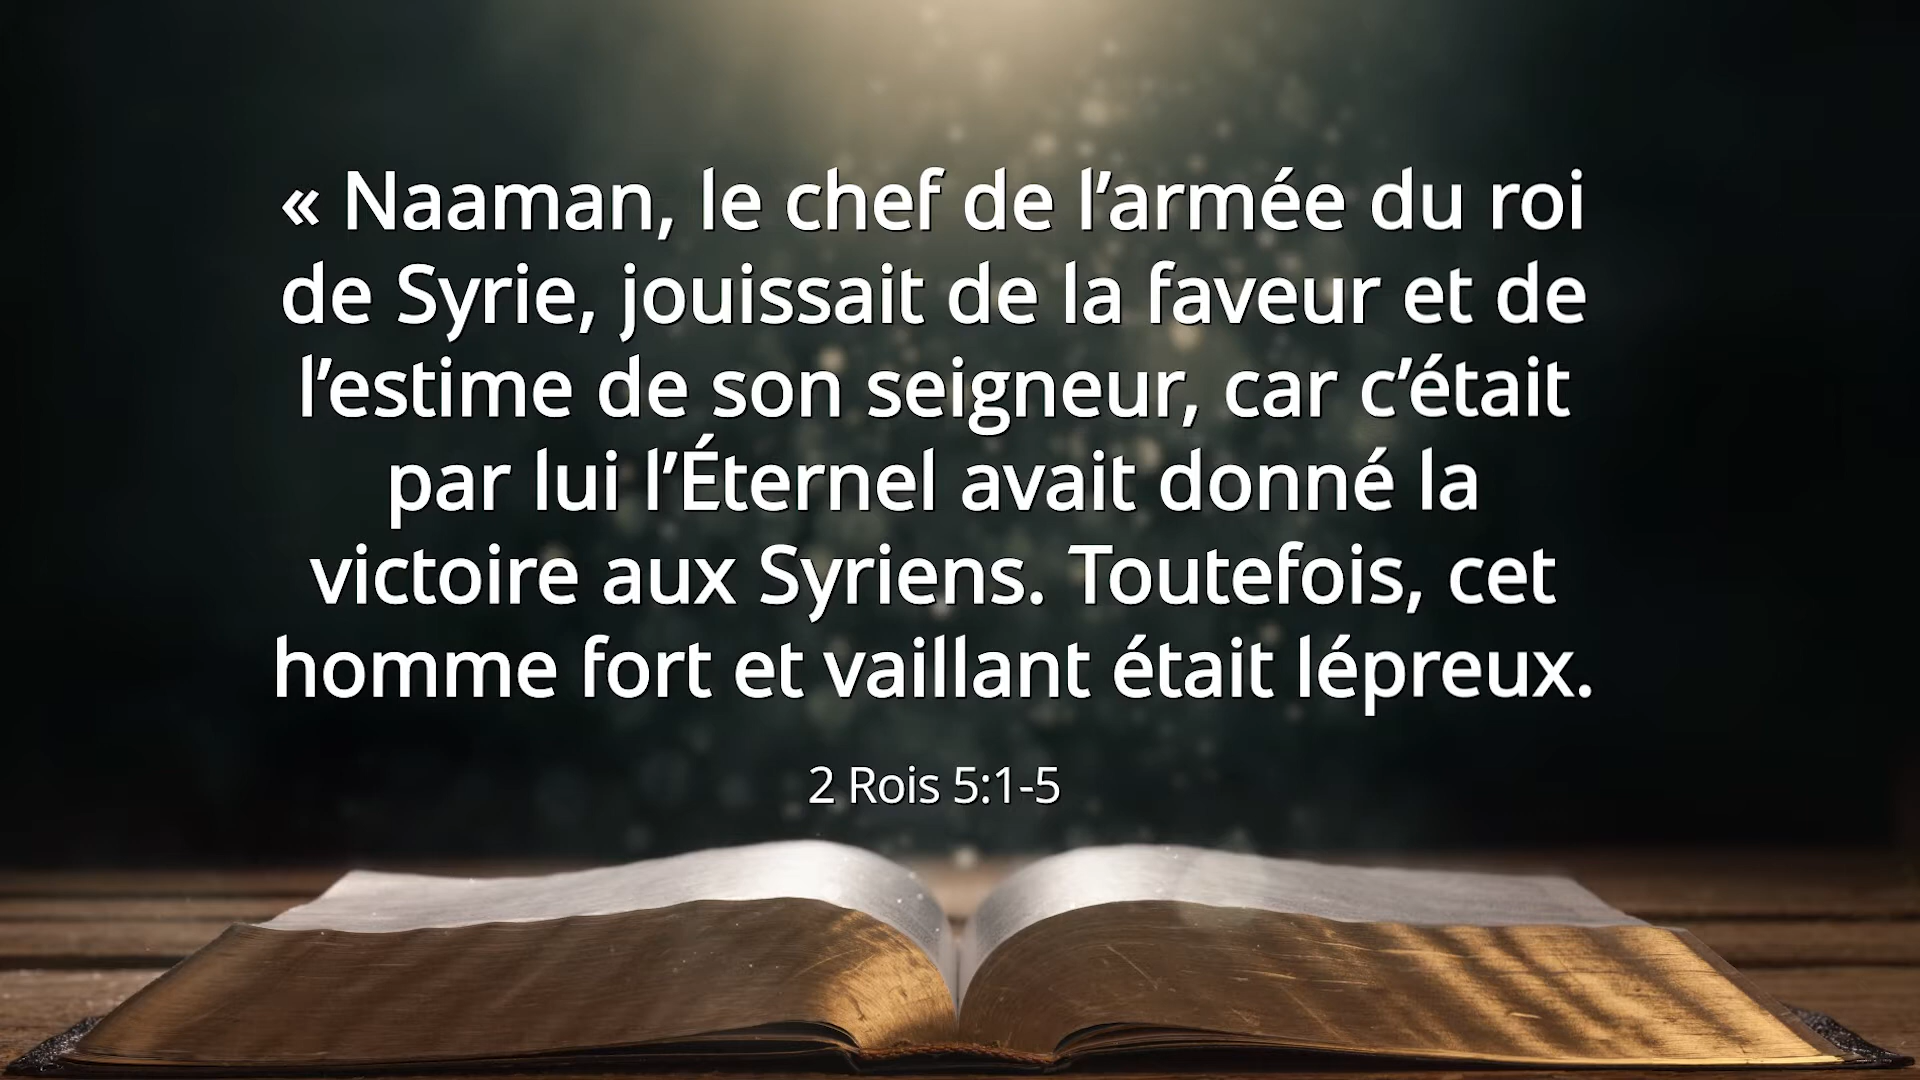 « Naaman, le chef de l’armée du roi
de Syrie, jouissait de la faveur et de
l’estime de son seigneur, car c’était
par lui l’Éternel avait donné la
victoire aux Syriens. Toutefois, cet
homme fort et vaillant était lépreux.
2 Rois 5:1-5